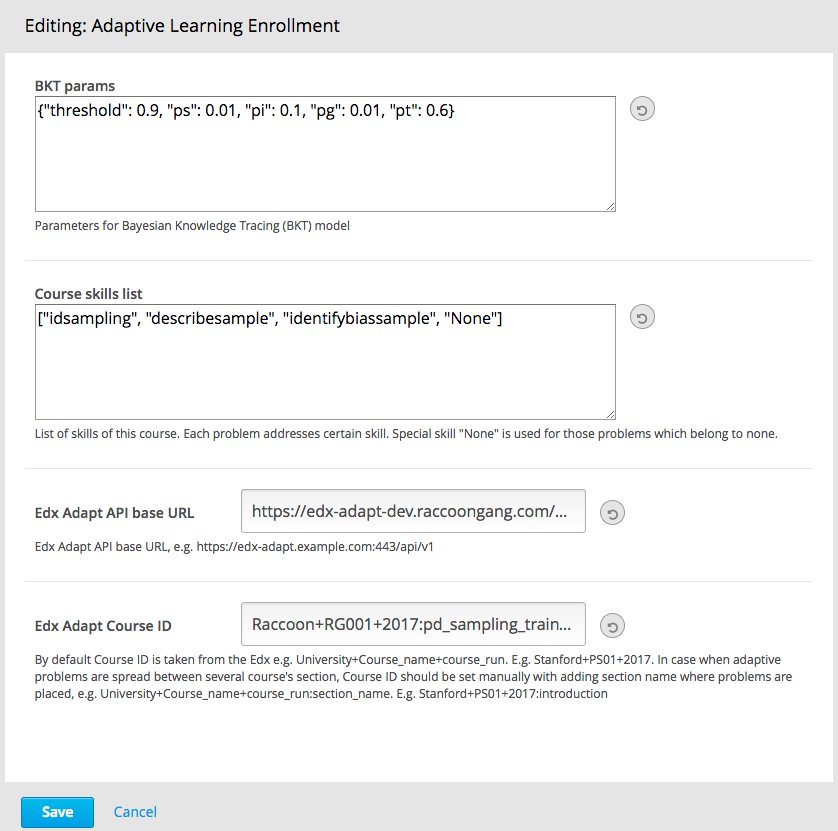 Editing: Adaptive Learning Enrollment
BKT params
{"threshold": 0.9, "ps": 0.01, "pi": 0.1, "pg": 0.01, "pt": 0.6}
Parameters for Bayesian Knowledge Tracing (BKT) model
Course skills list
["idsampling", "describesample", "identifybiassample", "None"]
List of skills of this course. Each problem addresses certain skill. Special skill "None" is used for those problems which belong to none.
Edx Adapt API base URL
https://edx-adapt-dev.raccoongang.com/...
Edx Adapt API base URL, e.g. https://edx-adapt.example.com:443/api/v1
Edx Adapt Course ID
Raccoon+RG001+2017:pd_sampling_train...
By default Course ID is taken from the Edx e.g. University+Course_name+course_run. E.g. Stanford+PS01+2017. In case when adaptive
problems are spread between several course's section, Course ID should be set manually with adding section name where problems are
placed, e.g. University+Course_name+course_run:section_name. E.g. Stanford+PS01+2017:introduction
Save
Cancel